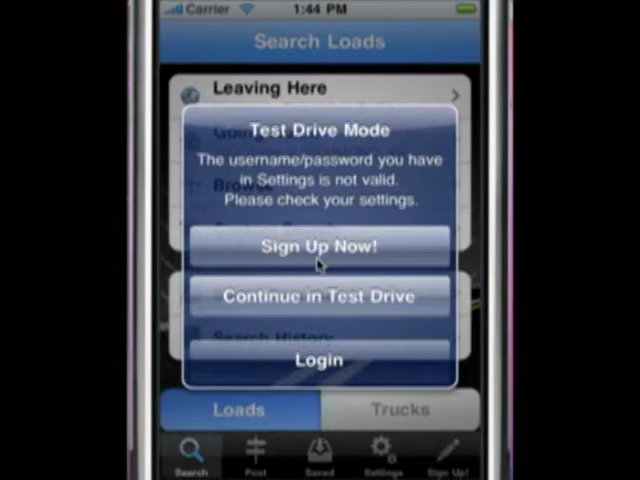 Carrier 1:44 PM
Search Loads
Leaving Here
Test Drive Mode
The username/password you have
in Settings is not valid.
Please check your settings.
Sign Up Now!
Continue in Test Drive
Search History
Login
Loads Trucks
Search Post Saved Settings Sign Up!